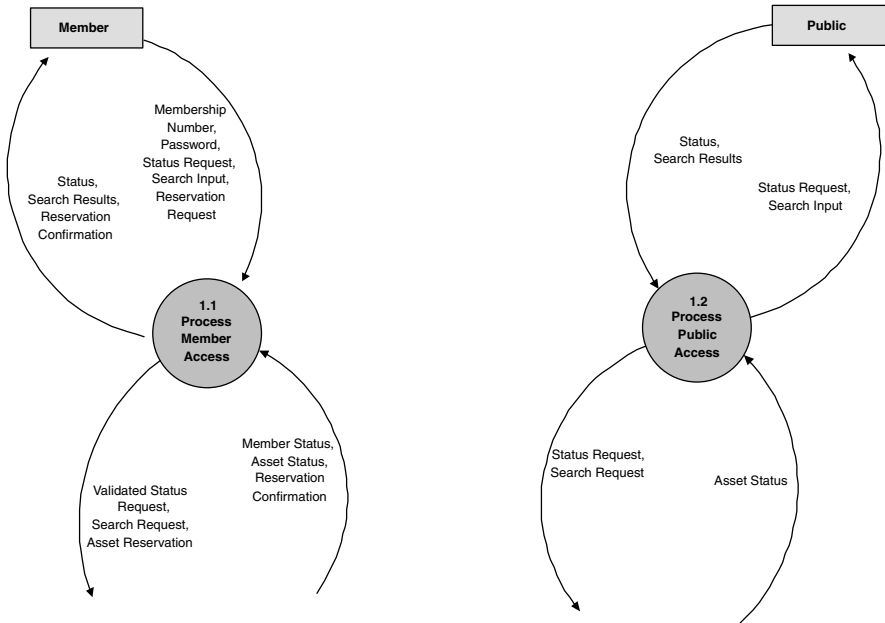 Member
Public
Membership
Number,
Password,
Status Request,
Search Input,
Reservation
Request
Status,
Search Results,
Reservation
Confirmation
Status,
Search Results
Status Request,
Search Input
1.1
Process
Member
Access
1.2
Process
Public
Access
Member Status,
Asset Status,
Reservation
Confirmation
Validated Status
Request,
Search Request,
Asset Reservation
Status Request,
Search Request
Asset Status